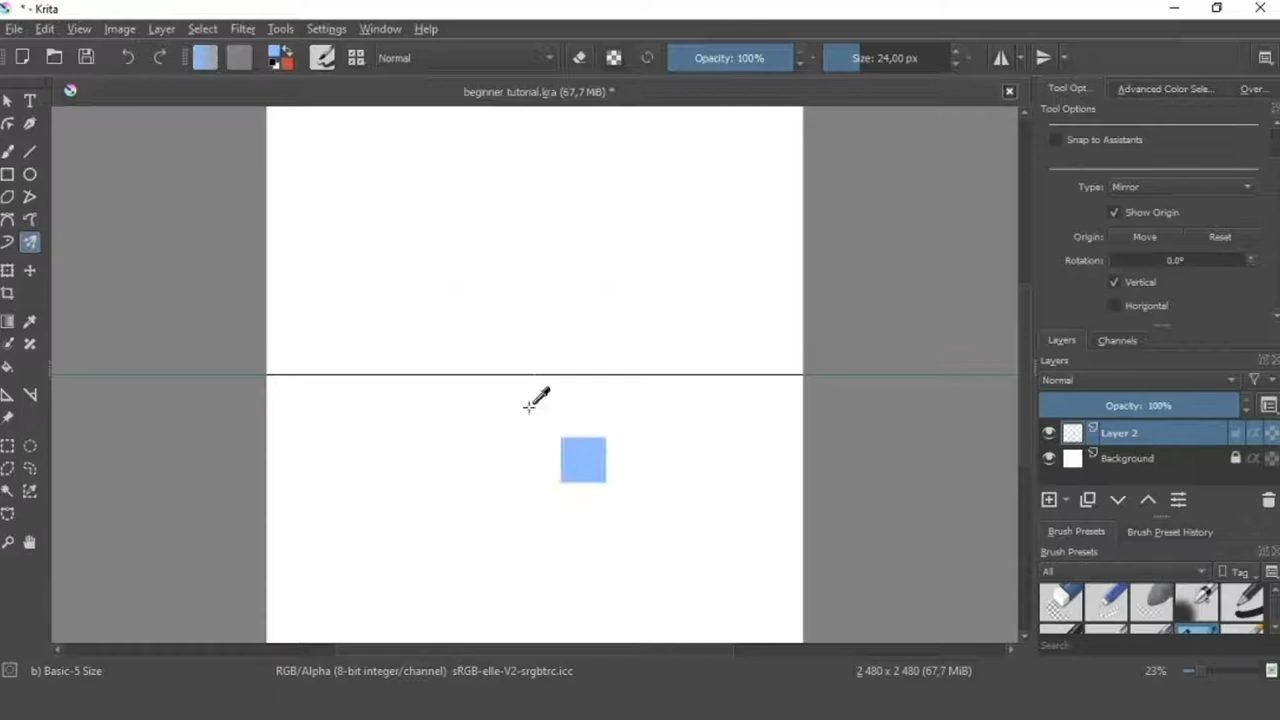 * - Krita
File Edit View Image Layer Select Filter Tools Settings Window Help
Normal Opacity: 100% Size: 24,00 px
beginner tutorial.kra (67,7 MiB) *
Tool Opt... Advanced Color Sele... Over...
Tool Options
Snap to Assistants
Type: Mirror
Show Origin
Origin: Move Reset
Rotation: 0,0°
Vertical
Horizontal
Layers Channels
Layers
Normal
Opacity: 100%
Layer 2
Background
Brush Presets Brush Preset History
Brush Presets
All Tag
Search
b) Basic-5 Size RGB/Alpha (8-bit integer/channel) sRGB-elle-V2-srgbtrc.icc 2 480 x 2 480 (67,7 MiB) 23%